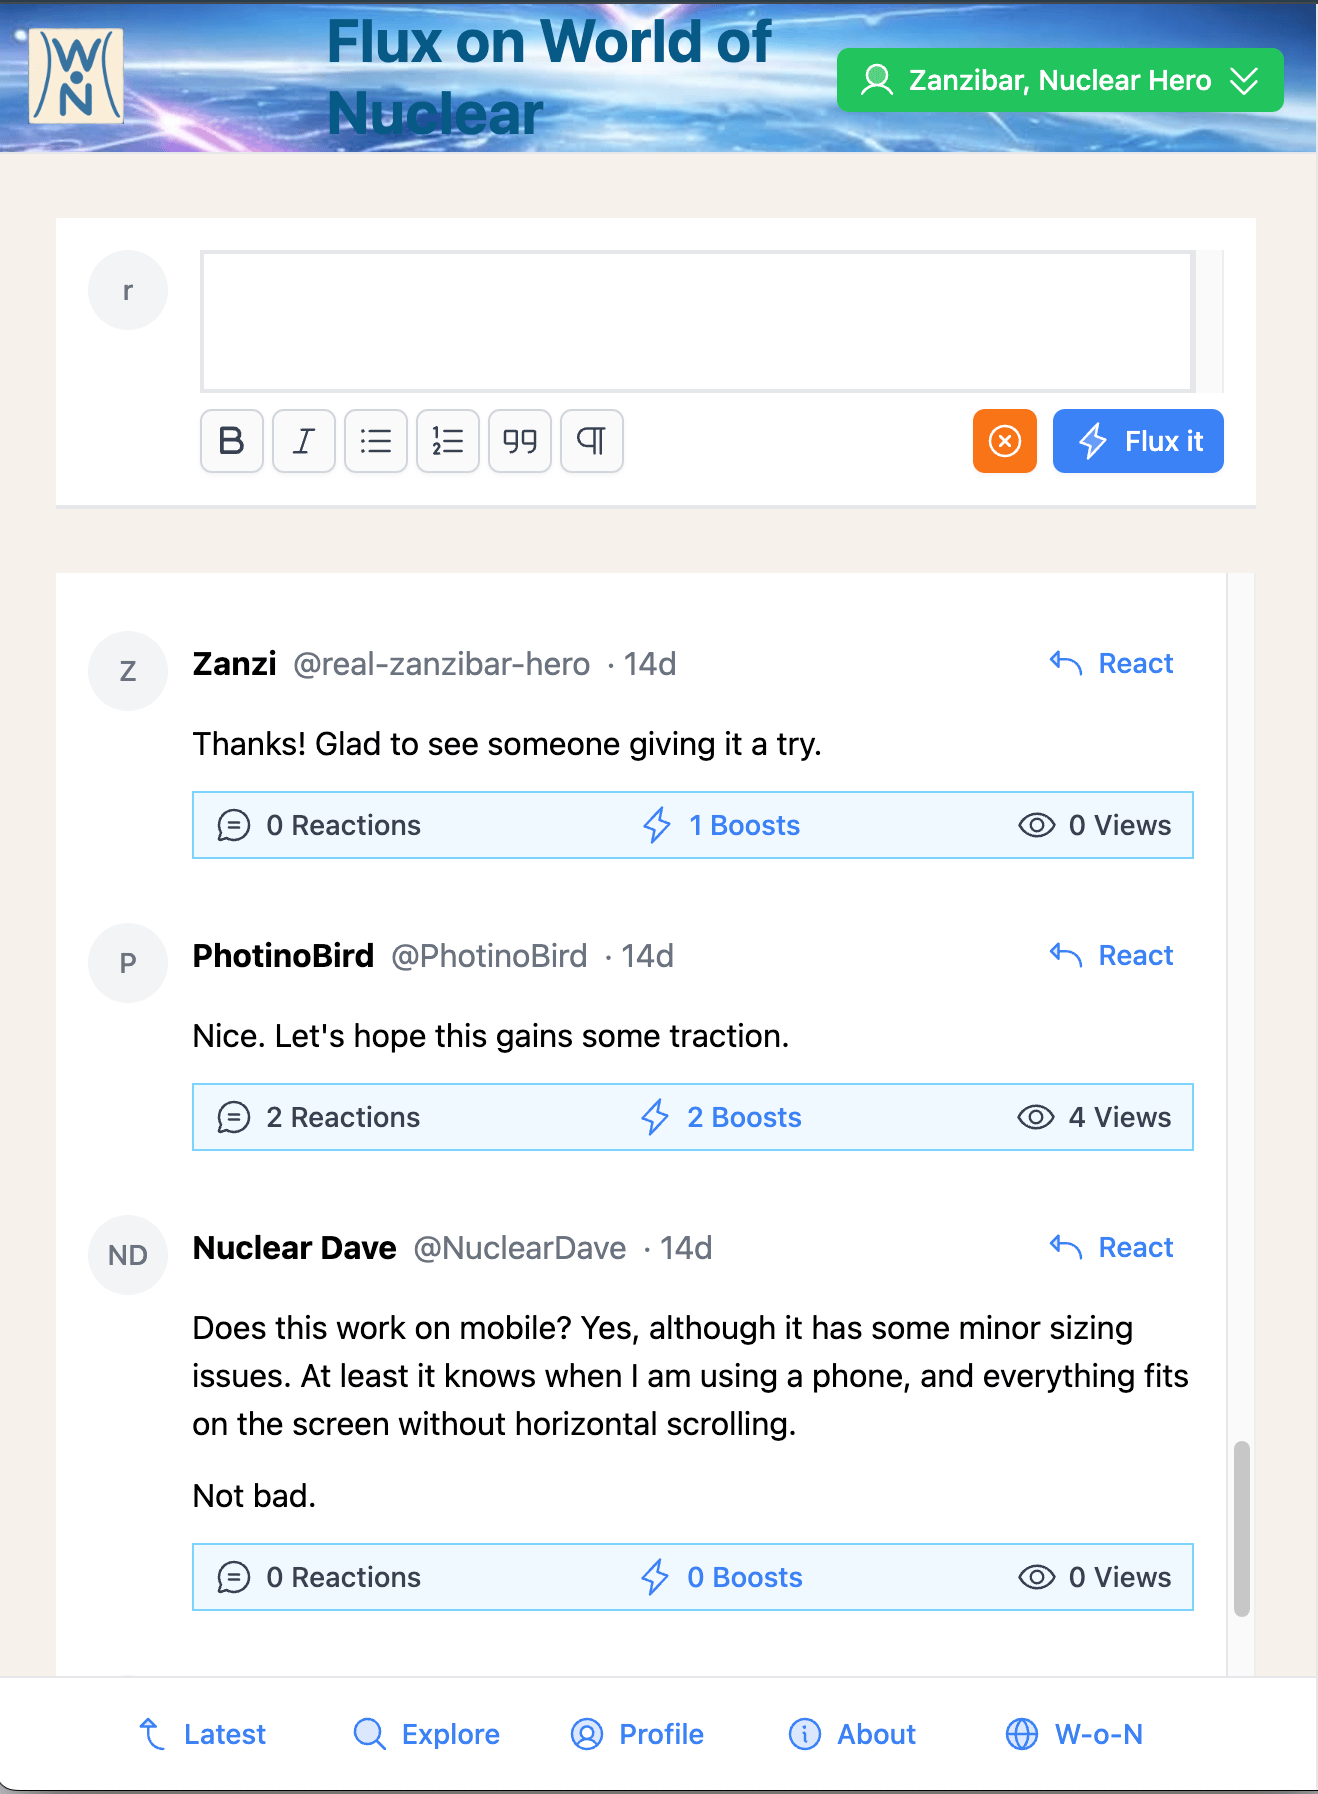 W
N
Flux on World of
Nuclear
Zanzibar, Nuclear Hero
r
B I 1 2 99 ¶
Flux it
Z
Zanzi @real-zanzibar-hero · 14d
React
Thanks! Glad to see someone giving it a try.
0 Reactions
1 Boosts
0 Views
P
PhotinoBird @PhotinoBird · 14d
React
Nice. Let's hope this gains some traction.
2 Reactions
2 Boosts
4 Views
ND
Nuclear Dave @NuclearDave · 14d
React
Does this work on mobile? Yes, although it has some minor sizing
issues. At least it knows when I am using a phone, and everything fits
on the screen without horizontal scrolling.
Not bad.
0 Reactions
0 Boosts
0 Views
Latest
Explore
Profile
About
W-o-N